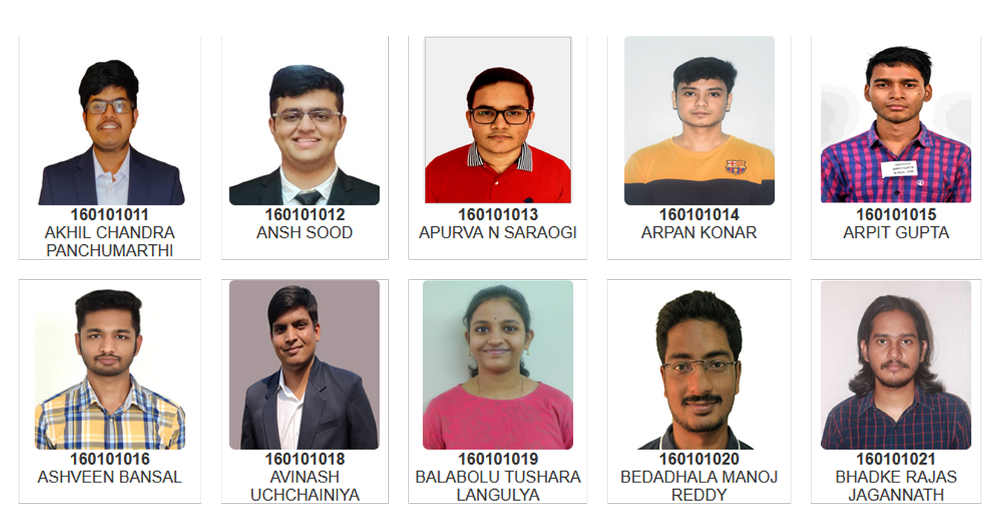 160101011
AKHIL CHANDRA
PANCHUMARTHI
160101012
ANSH SOOD
160101013
APURVA N SARAOGI
160101014
ARPAN KONAR
160101015
ARPIT GUPTA
160101016
ASHVEEN BANSAL
160101018
AVINASH
UCHCHAINIYA
160101019
BALABOLU TUSHARA
LANGULYA
160101020
BEDADHALA MANOJ
REDDY
160101021
BHADKE RAJAS
JAGANNATH